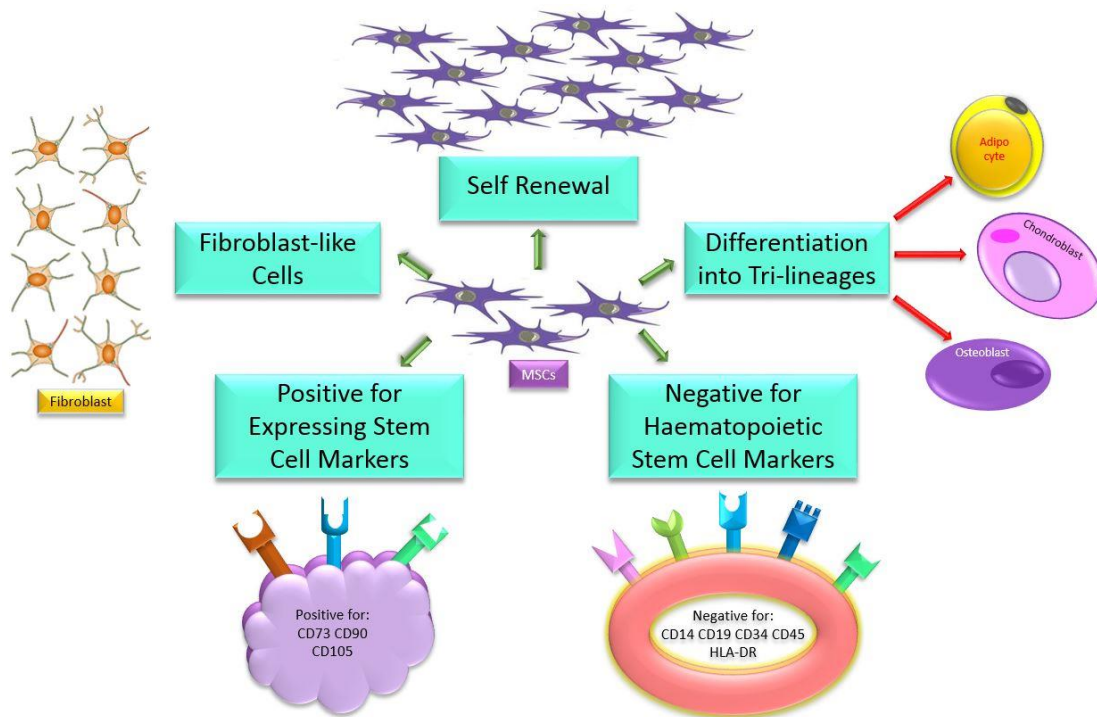 Self Renewal
Fibroblast-like
Cells
Differentiation
into Tri-lineages
Adipo
cyte
Chondroblast
Osteoblast
MSCs
Fibroblast
Positive for
Expressing Stem
Cell Markers
Negative for
Haematopoietic
Stem Cell Markers
Positive for:
CD73 CD90
CD105
Negative for:
CD14 CD19 CD34 CD45
HLA-DR